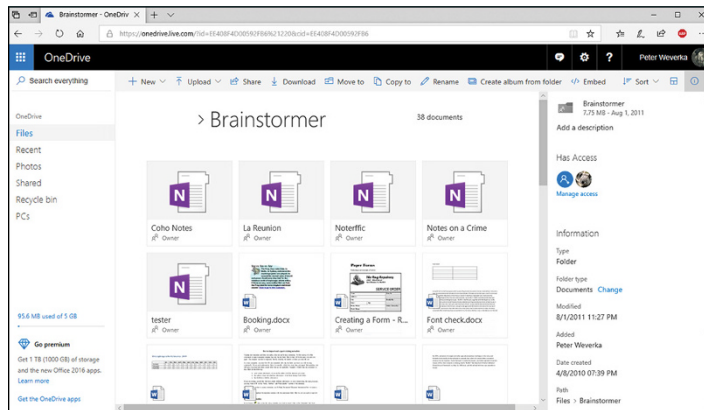 Brainstormer - OneDriv
https://onedrive.live.com/?id=EE408F4D00592FB6!621220&cid=EE408F4D00592FB6
OneDrive
?
Peter Weverka
Search everything
New
Upload
Share
Download
Move to
Copy to
Rename
Create album from folder
Embed
Sort
> Brainstormer
38 documents
OneDrive
Files
Recent
Photos
Shared
Recycle bin
PCs
Coho Notes
Owner
La Reunion
Owner
Noterffic
Owner
Notes on a Crime
Owner
tester
Owner
Booking.docx
Owner
Creating a Form - R...
Owner
Font check.docx
Owner
95.6 MB used of 5 GB
Go premium
Get 1 TB (1000 GB) of storage
and the new Office 2016 apps.
Learn more
Get the OneDrive apps
Brainstormer
7.75 MB - Aug 1, 2011
Add a description
Has Access
Manage access
Information
Type
Folder
Folder type
Documents Change
Modified
8/1/2011 11:27 PM
Added
Peter Weverka
Date created
4/8/2010 07:39 PM
Path
Files > Brainstormer